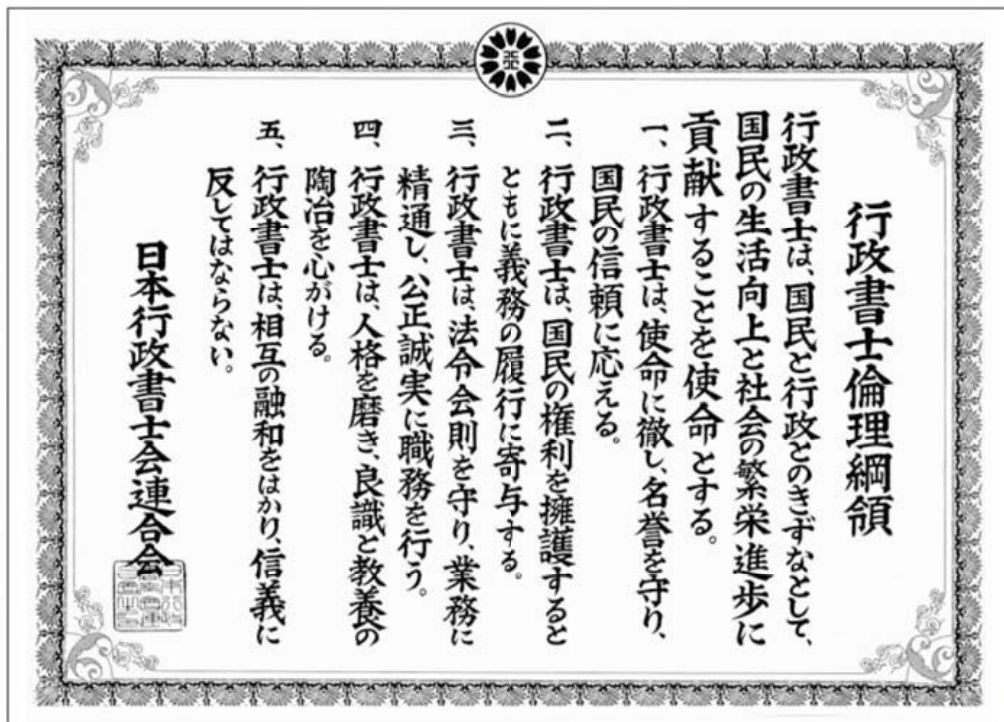 行政書士倫理綱領
行政書士は、国民と行政とのきずなとして、
国民の生活向上と社会の繁栄進歩に
貢献することを使命とする。
一、行政書士は、使命に徹し、名誉を守り、
国民の信頼に応える。
二、行政書士は、国民の権利を擁護すると
ともに義務の履行に寄与する。
三、行政書士は、法令会則を守り、業務に
精通し、公正誠実に職務を行う。
四、行政書士は、人格を磨き、良識と教養の
陶冶を心がける。
五、行政書士は、相互の融和をはかり、信義に
反してはならない。
日本行政書士会連合会